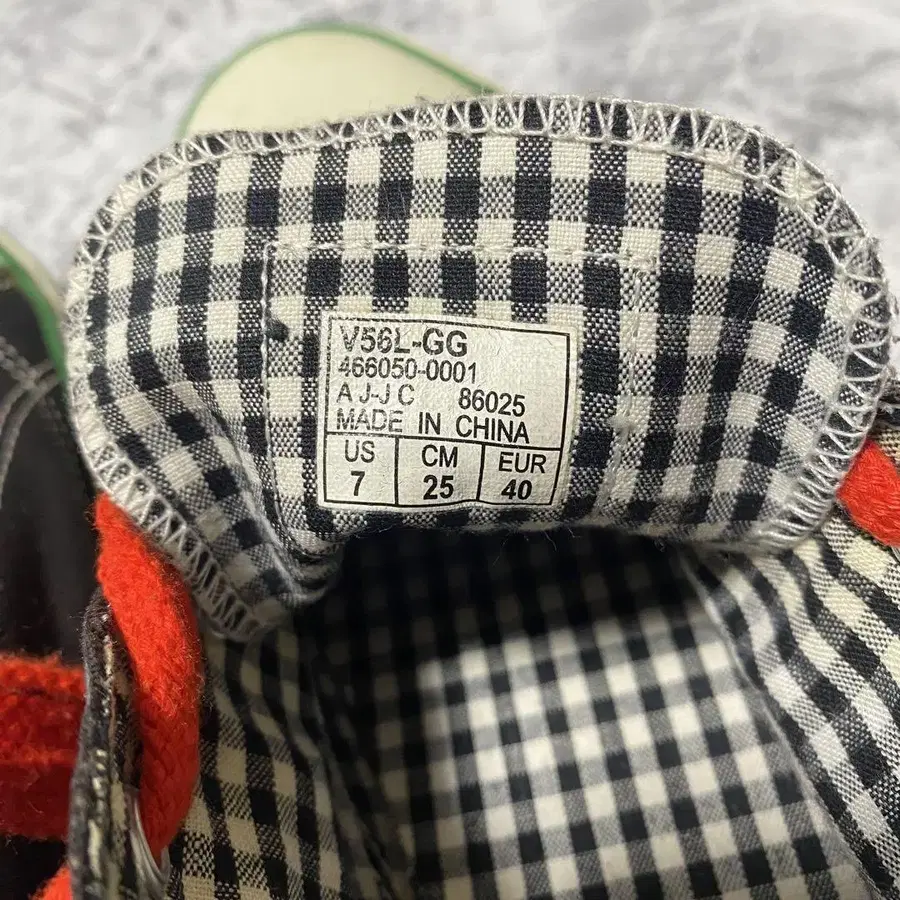 V56L-GG
466050-0001
A J-J C 86025
MADE IN CHINA
US CM EUR
7 25 40